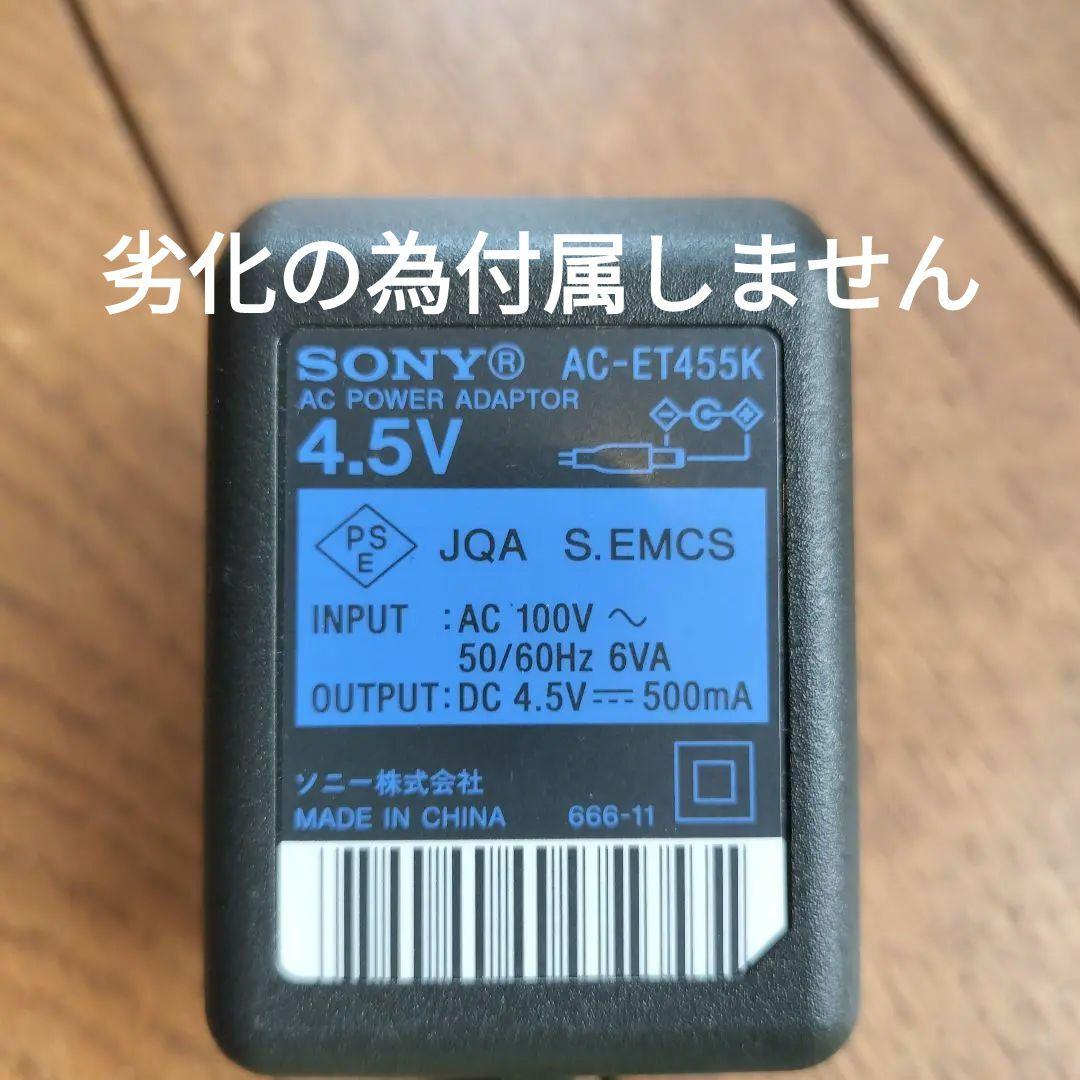 劣化の為付属しません
SONY® AC-ET455K
AC POWER ADAPTOR
4.5V
PSE JQA S.EMCS
INPUT :AC 100V ～
50/60Hz 6VA
OUTPUT:DC 4.5V⎓500mA
ソニー株式会社
MADE IN CHINA 666-11